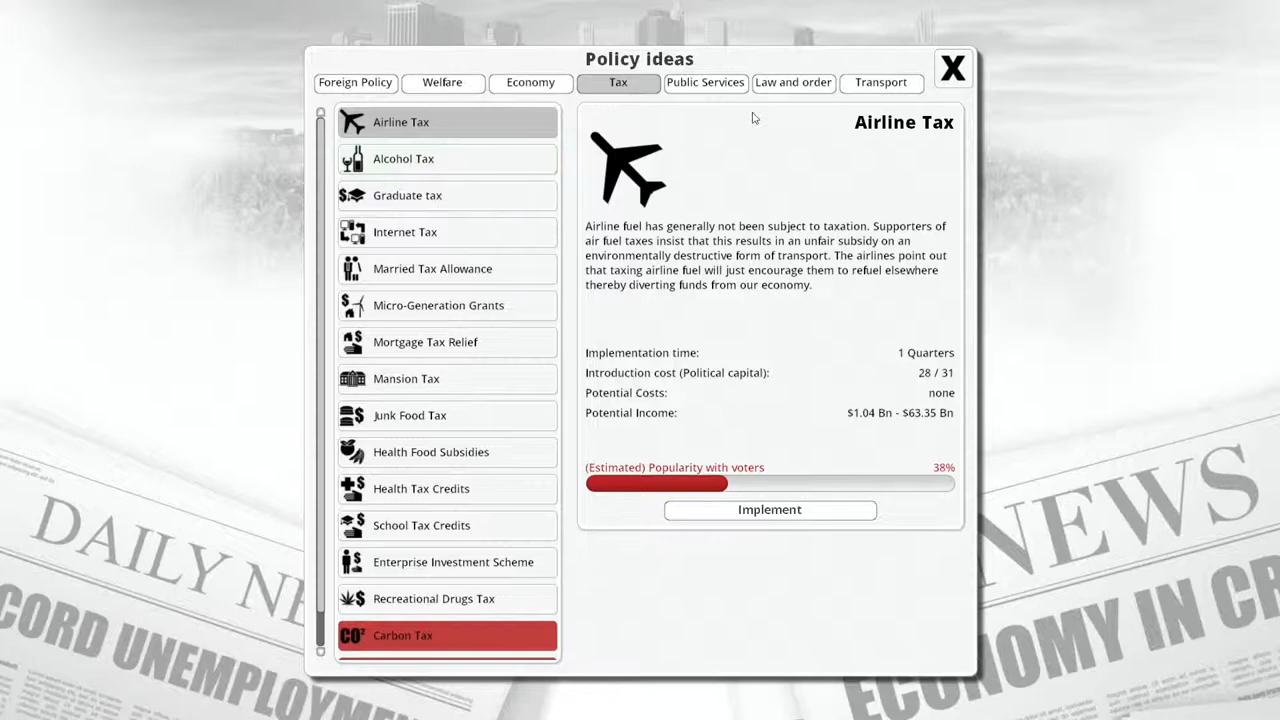 Policy ideas
X
Foreign Policy
Welfare
Economy
Tax
Public Services
Law and order
Transport
Airline Tax
Alcohol Tax
Graduate tax
Internet Tax
Married Tax Allowance
Micro-Generation Grants
Mortgage Tax Relief
Mansion Tax
Junk Food Tax
Health Food Subsidies
Health Tax Credits
School Tax Credits
Enterprise Investment Scheme
Recreational Drugs Tax
CO² Carbon Tax
Airline Tax
Airline fuel has generally not been subject to taxation. Supporters of
air fuel taxes insist that this results in an unfair subsidy on an
environmentally destructive form of transport. The airlines point out
that taxing airline fuel will just encourage them to refuel elsewhere
thereby diverting funds from our economy.
Implementation time: 1 Quarters
Introduction cost (Political capital): 28 / 31
Potential Costs: none
Potential Income: $1.04 Bn - $63.35 Bn
(Estimated) Popularity with voters 38%
Implement
DAILY NE
CORD UNEMPLOYM
NEWS
ECONOMY IN CR